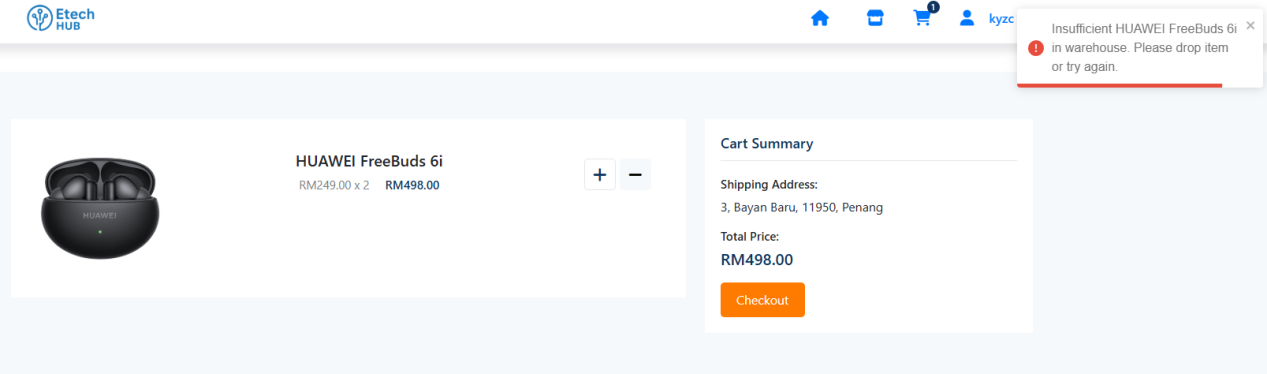 Etech
HUB
1
kyzc
Insufficient HUAWEI FreeBuds 6i
in warehouse. Please drop item
or try again.
HUAWEI FreeBuds 6i
RM249.00 x 2 RM498.00
HUAWEI
Cart Summary
Shipping Address:
3, Bayan Baru, 11950, Penang
Total Price:
RM498.00
Checkout